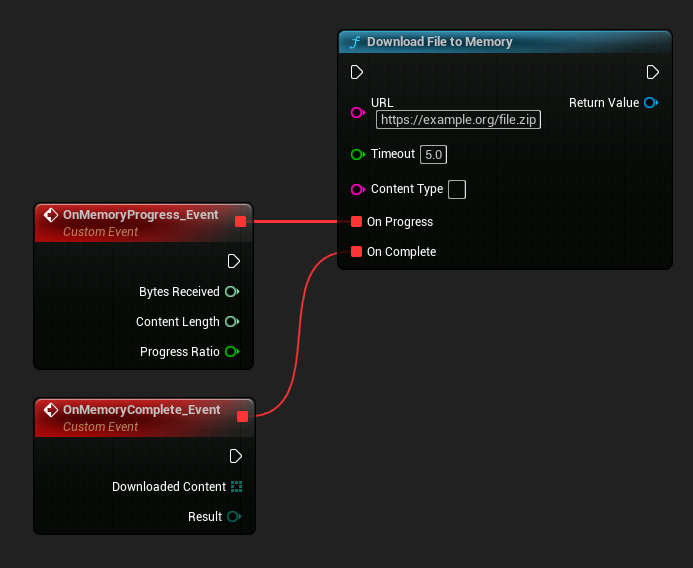 f Download File to Memory
URL
https://example.org/file.zip
Return Value
Timeout 5.0
Content Type
On Progress
On Complete
OnMemoryProgress_Event
Custom Event
Bytes Received
Content Length
Progress Ratio
OnMemoryComplete_Event
Custom Event
Downloaded Content
Result